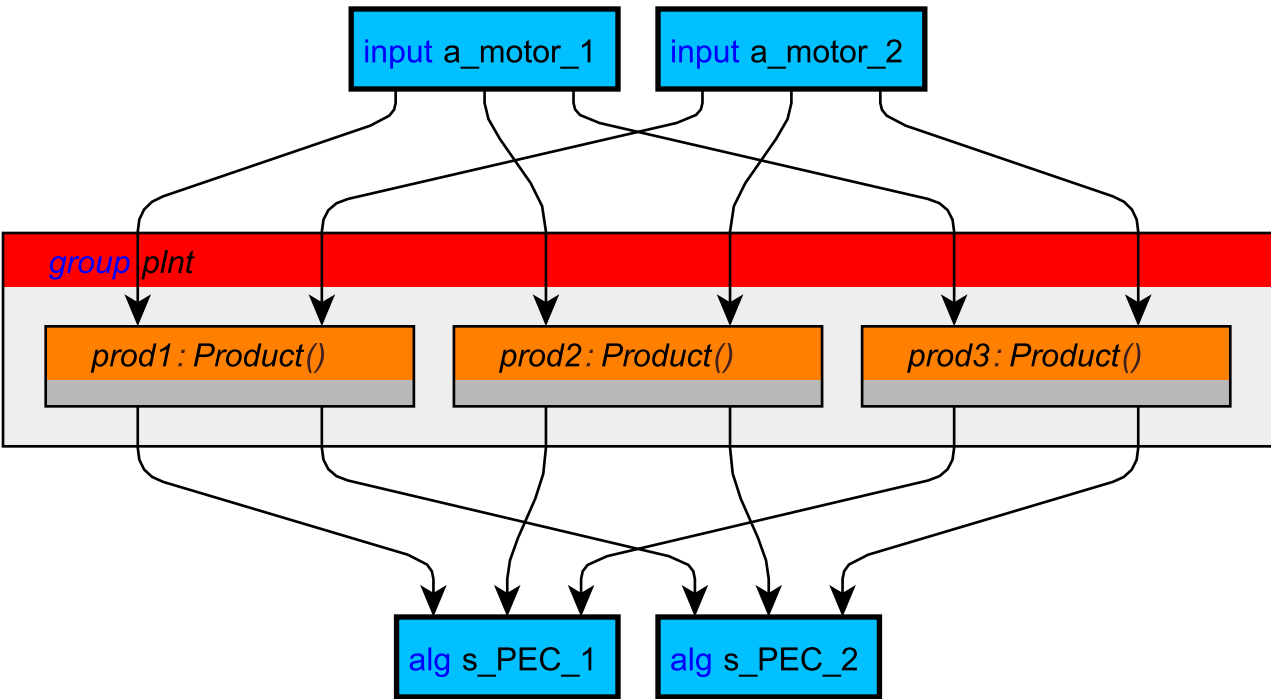 input a_motor_1
input a_motor_2
group plnt
prod1: Product()
prod2: Product()
prod3: Product()
alg s_PEC_1
alg s_PEC_2